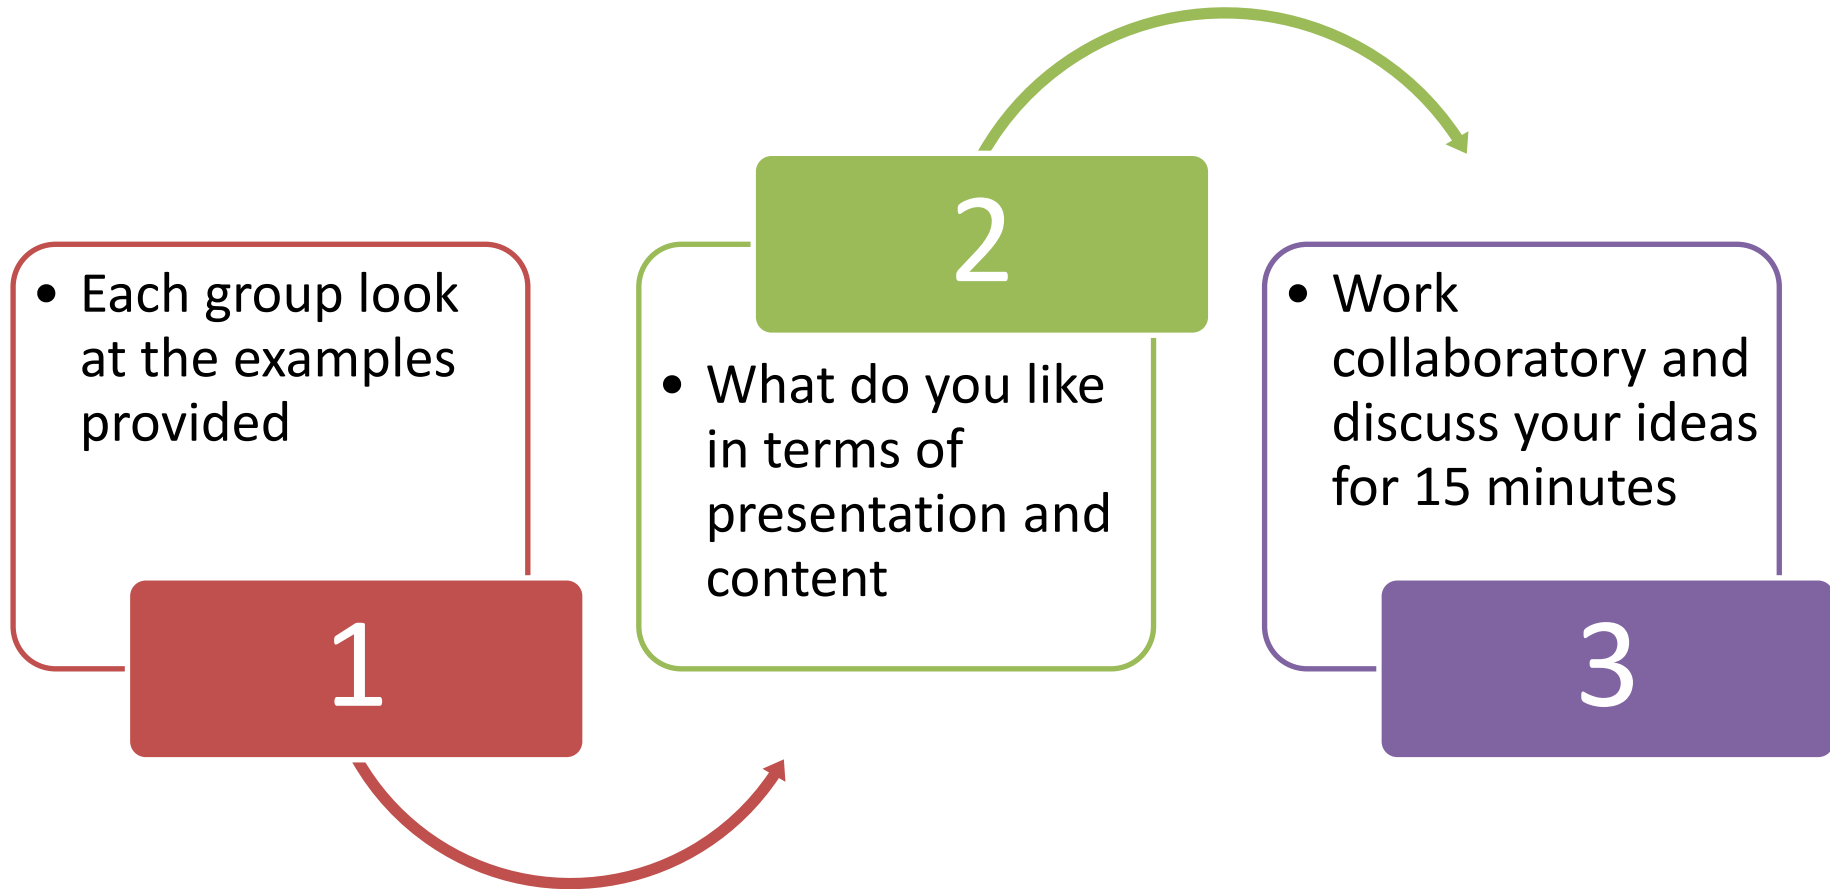 • Each group look
at the examples
provided
1
2
• What do you like
in terms of
presentation and
content
• Work
collaboratory and
discuss your ideas
for 15 minutes
3